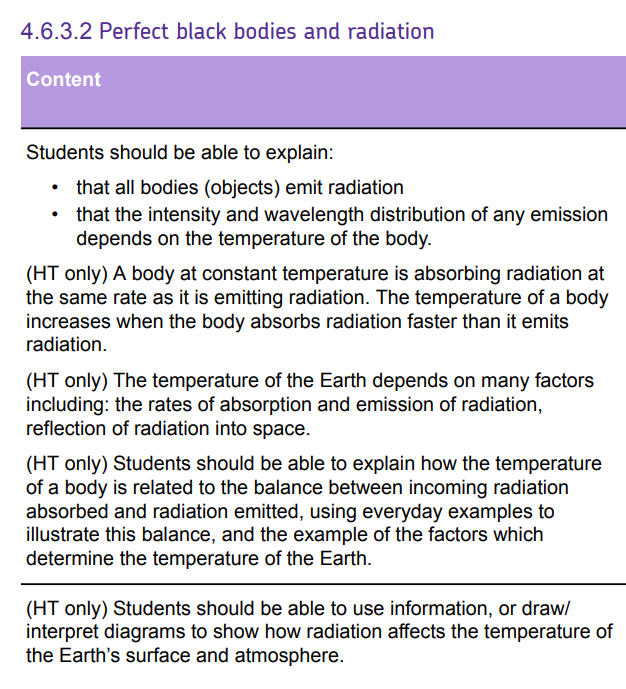 4.6.3.2 Perfect black bodies and radiation
Content
Students should be able to explain:
• that all bodies (objects) emit radiation
• that the intensity and wavelength distribution of any emission
depends on the temperature of the body.
(HT only) A body at constant temperature is absorbing radiation at
the same rate as it is emitting radiation. The temperature of a body
increases when the body absorbs radiation faster than it emits
radiation.
(HT only) The temperature of the Earth depends on many factors
including: the rates of absorption and emission of radiation,
reflection of radiation into space.
(HT only) Students should be able to explain how the temperature
of a body is related to the balance between incoming radiation
absorbed and radiation emitted, using everyday examples to
illustrate this balance, and the example of the factors which
determine the temperature of the Earth.
(HT only) Students should be able to use information, or draw/
interpret diagrams to show how radiation affects the temperature of
the Earth's surface and atmosphere.